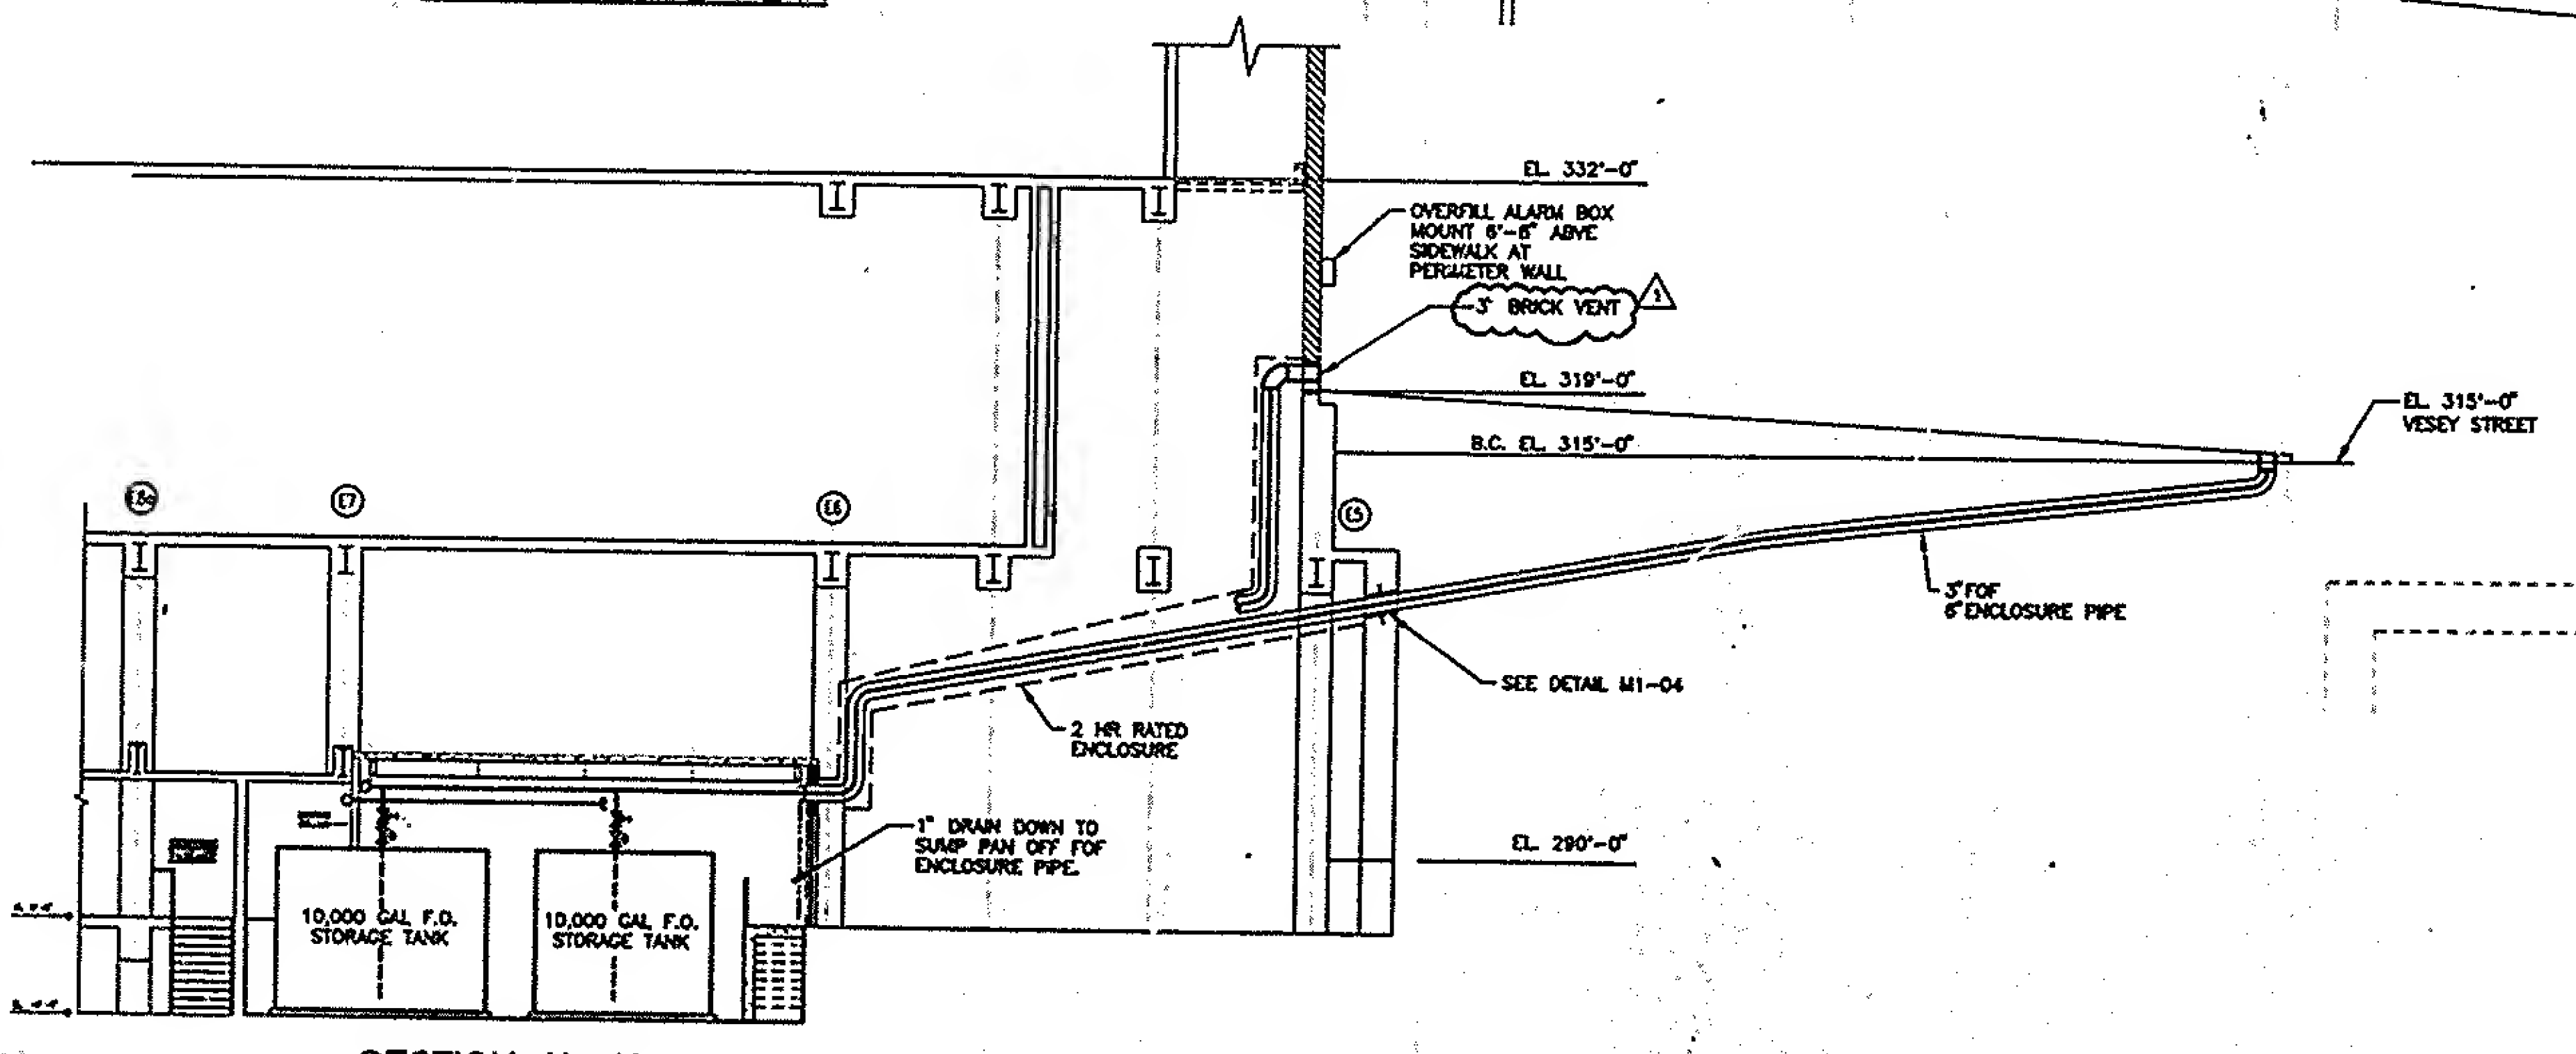 EL. 332'-0"
OVERFILL ALARM BOX
MOUNT 6'-6" ABVE
SIDEWALK AT
PERIMETER WALL
3" BRICK VENT
1
EL. 319'-0"
EL. 315'-0"
VESEY STREET
B.C. EL. 315'-0"
E7
E6
E5
3" FOF
6" ENCLOSURE PIPE
SEE DETAIL M1-04
2 HR RATED
ENCLOSURE
1" DRAIN DOWN TO
SUMP PAN OFF FOF
ENCLOSURE PIPE.
EL. 290'-0"
10,000 GAL F.O.
STORAGE TANK
10,000 GAL F.O.
STORAGE TANK